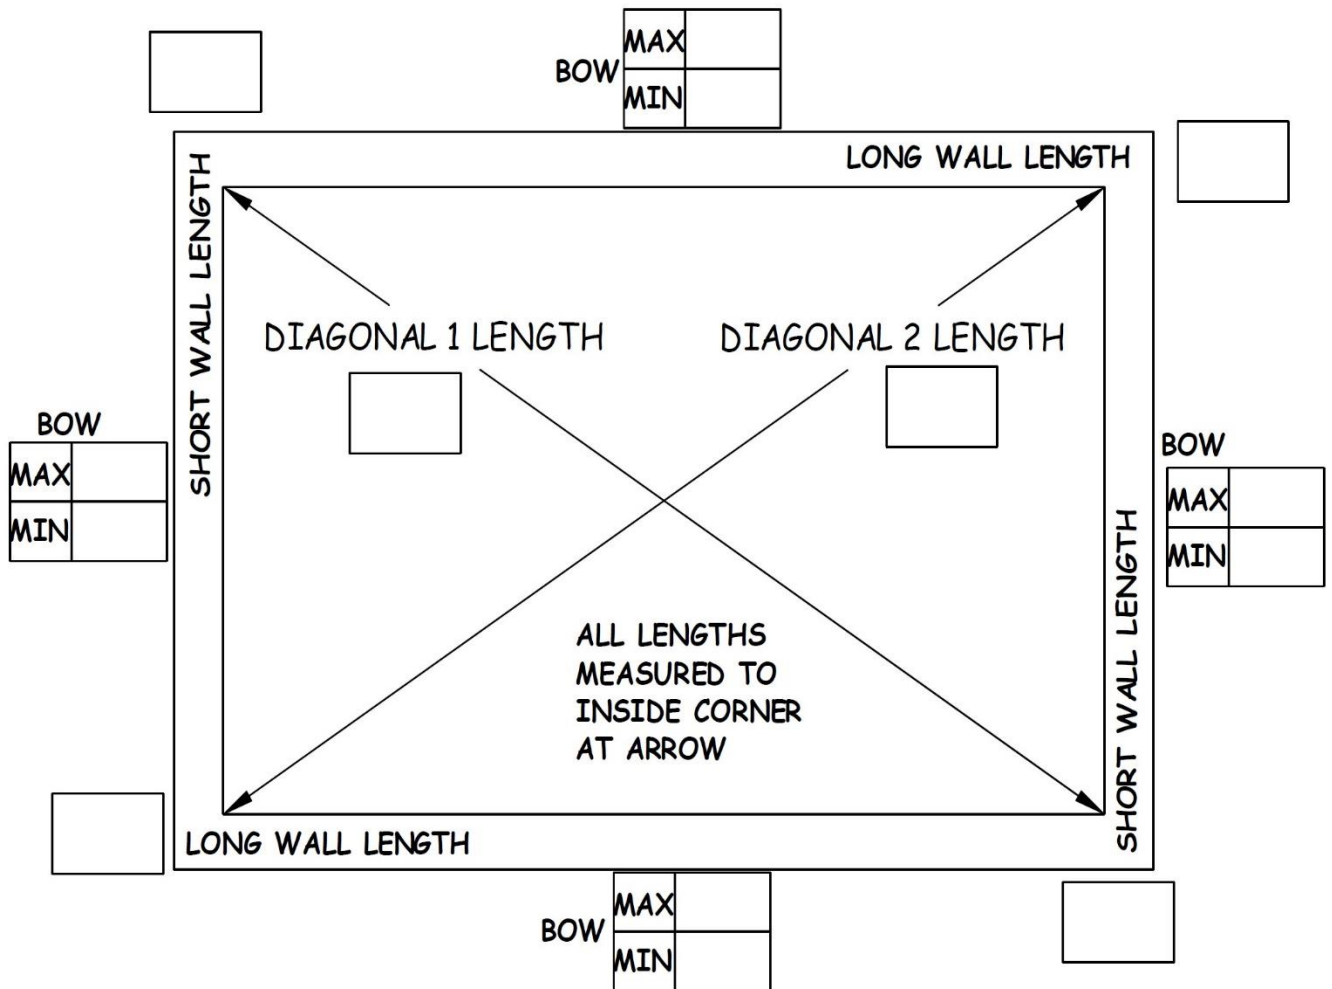 MAX
BOW
MIN
LONG WALL LENGTH
SHORT WALL LENGTH
DIAGONAL 1 LENGTH
DIAGONAL 2 LENGTH
BOW
MAX
MIN
BOW
MAX
MIN
SHORT WALL LENGTH
ALL LENGTHS
MEASURED TO
INSIDE CORNER
AT ARROW
LONG WALL LENGTH
MAX
BOW
MIN